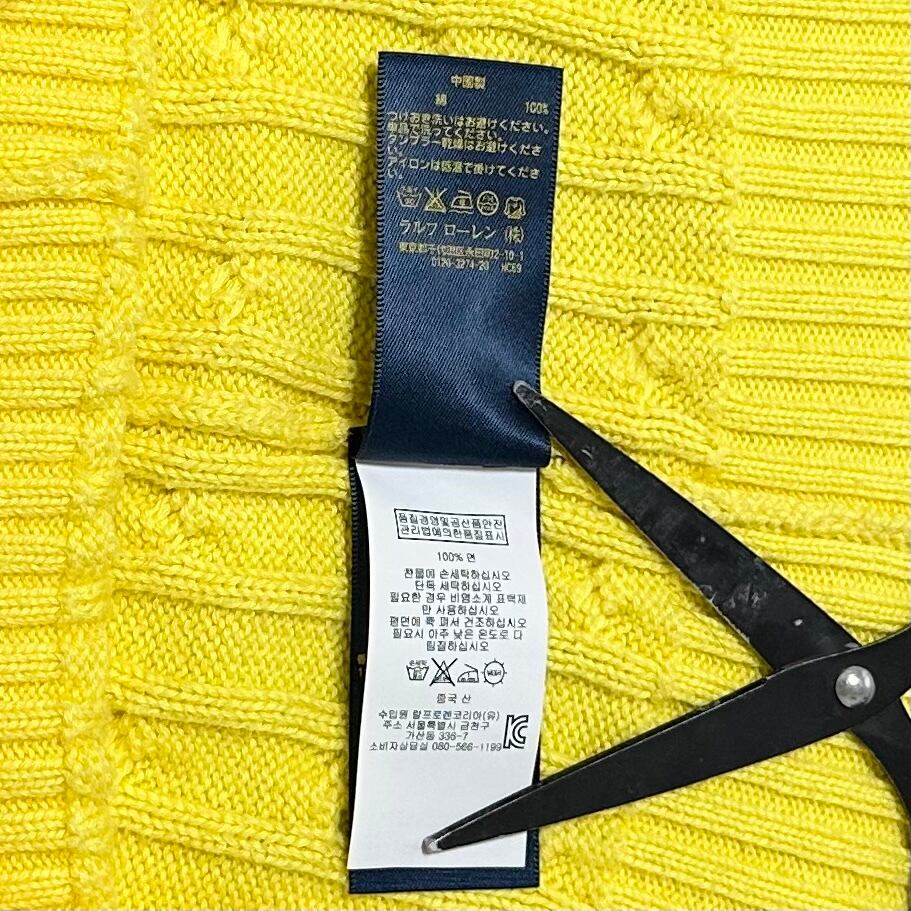 中國製
綿 100%
つけおき洗いはお避けください。
単品で洗ってください。
タンブラー乾燥はお避けくださ
い。
アイロンは低温で掛けてくださ
い。
ラルフ ローレン (株)
東京都千代田区永田町2-10-1
0120-3274-20
품질경영및공산품안전
관리법에의한품질표시
100% 면
찬물에 손세탁하십시오
단독 세탁하십시오
필요한 경우 비염소계 표백제
만 사용하십시오
평면에 쫙 펴서 건조하십시오
필요시 아주 낮은 온도로 다
림질하십시오
손세탁
중국 산
수입원 랄프로렌코리아(유)
주소 서울특별시 금천구
가산동 336-7
소비자상담실 080-566-1199